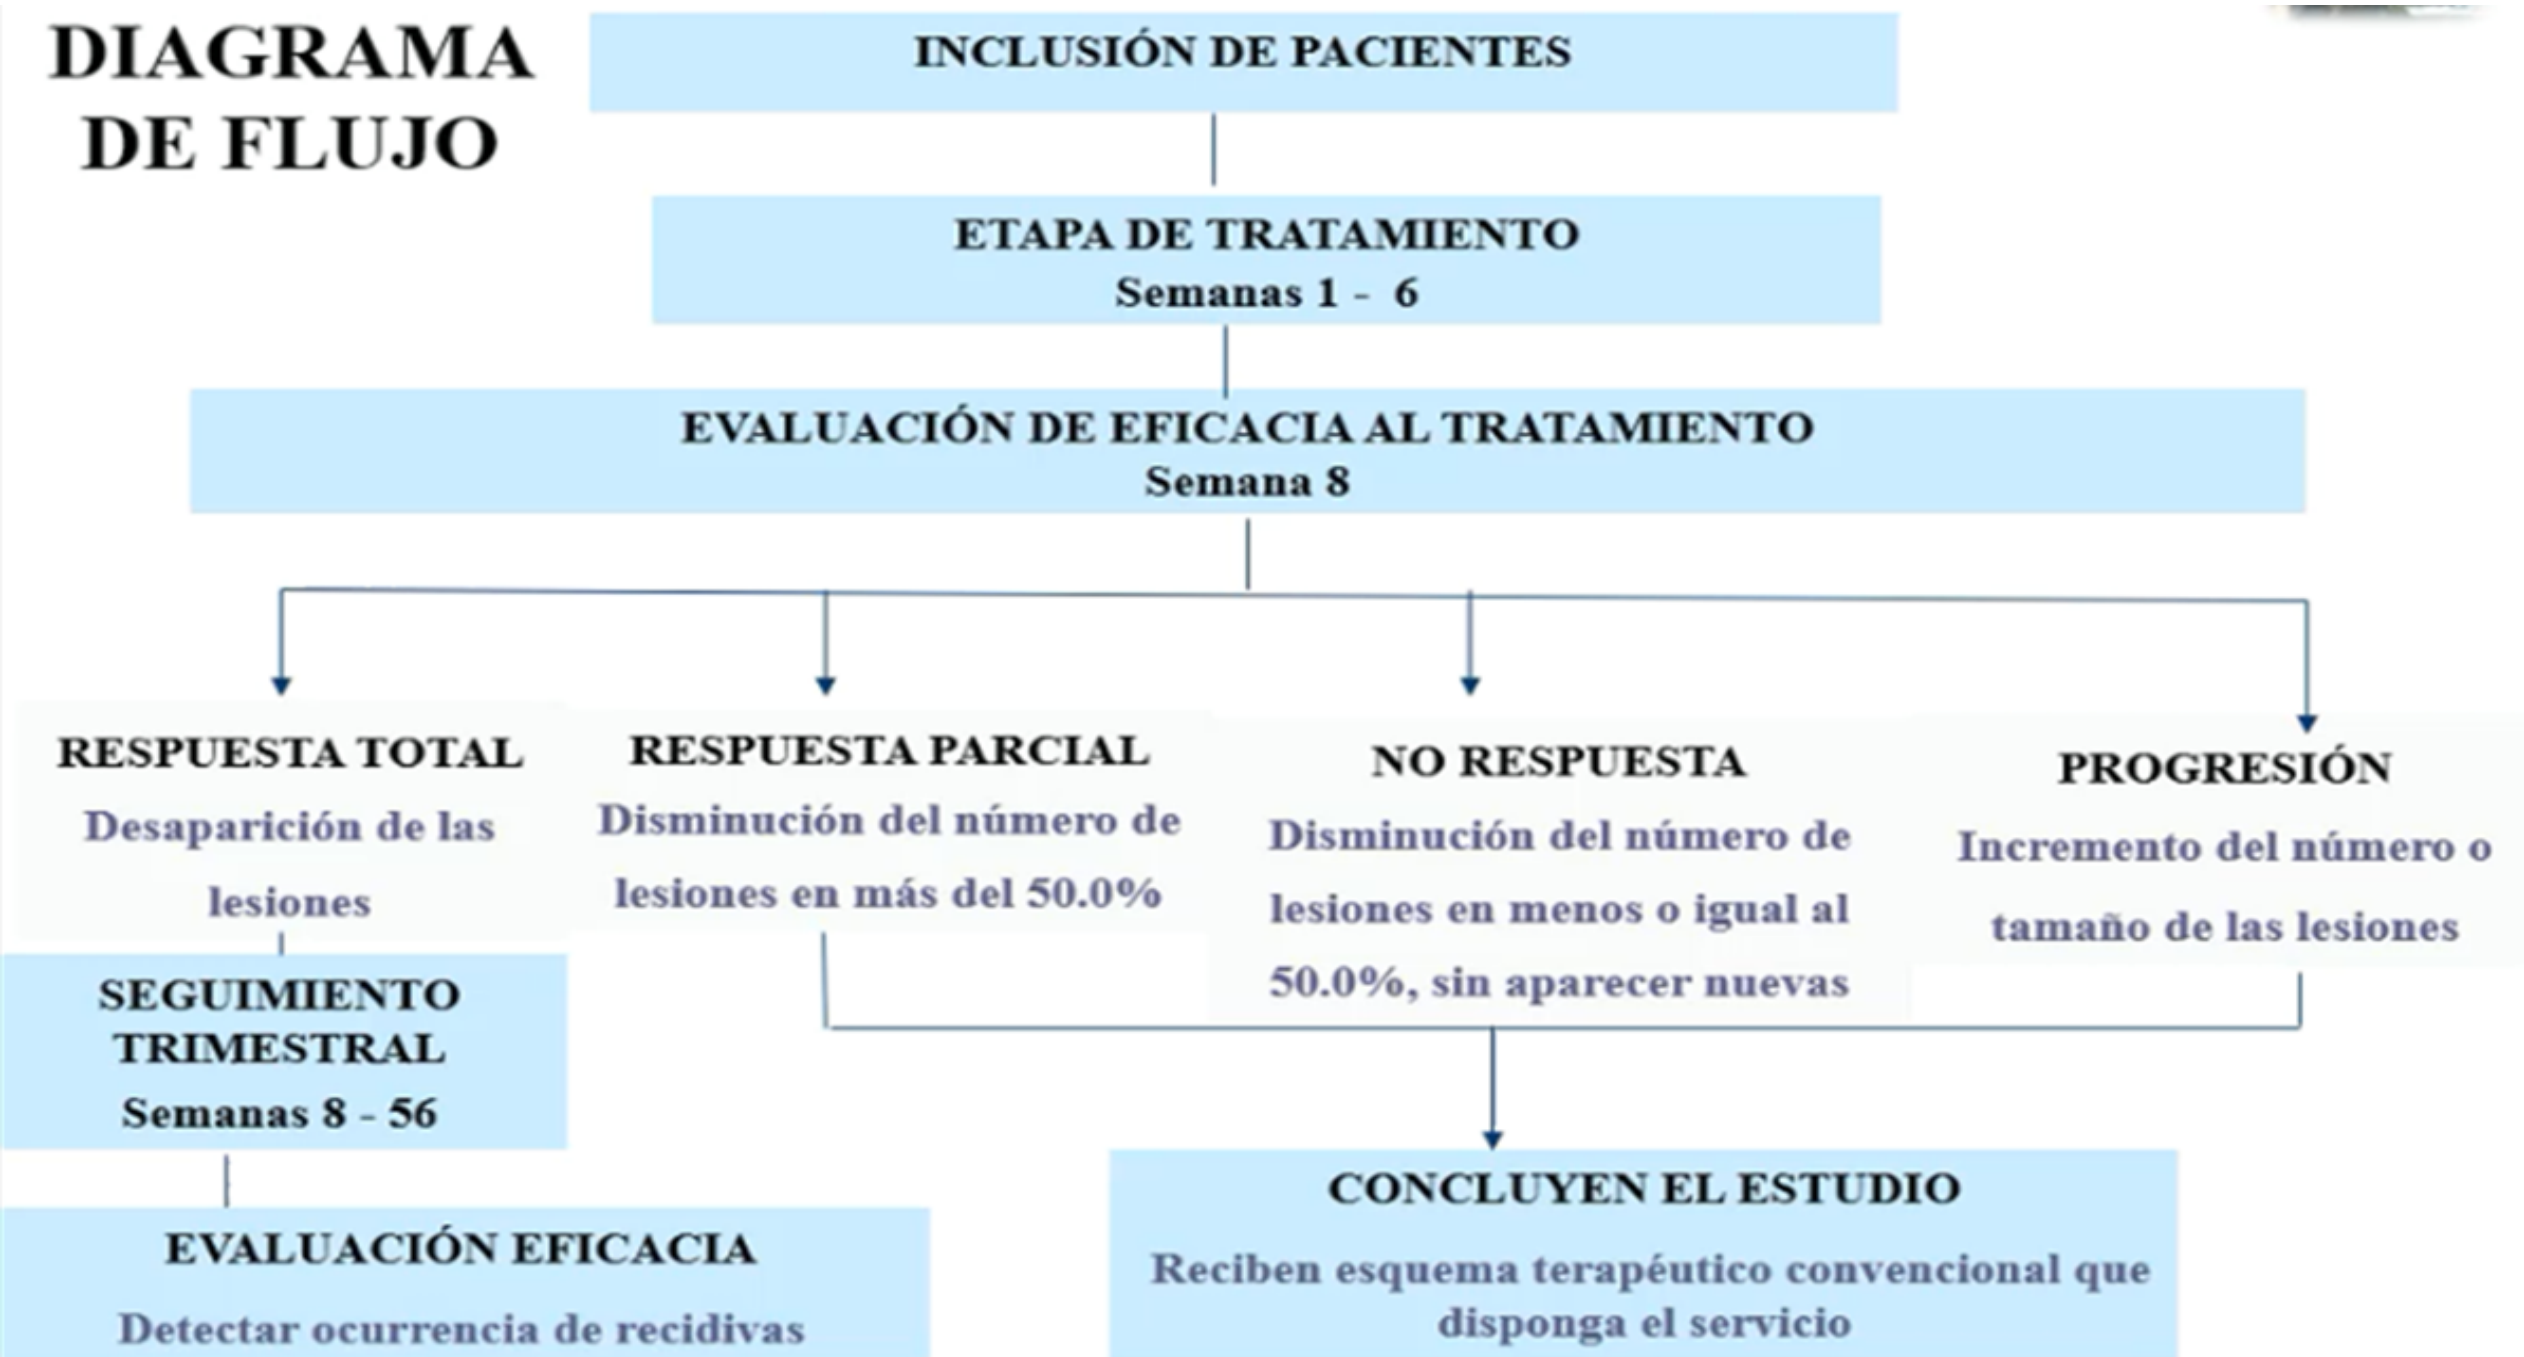 DIAGRAMA
DE FLUJO
INCLUSIÓN DE PACIENTES
ETAPA DE TRATAMIENTO
Semanas 1 - 6
EVALUACIÓN DE EFICACIA AL TRATAMIENTO
Semana 8
RESPUESTA TOTAL
Desaparición de las
lesiones
RESPUESTA PARCIAL
Disminución del número de
lesiones en más del 50.0%
NO RESPUESTA
Disminución del número de
lesiones en menos o igual al
50.0%, sin aparecer nuevas
PROGRESIÓN
Incremento del número o
tamaño de las lesiones
SEGUIMIENTO
TRIMESTRAL
Semanas 8 - 56
EVALUACIÓN EFICACIA
Detectar ocurrencia de recidivas
CONCLUYEN EL ESTUDIO
Reciben esquema terapéutico convencional que
disponga el servicio